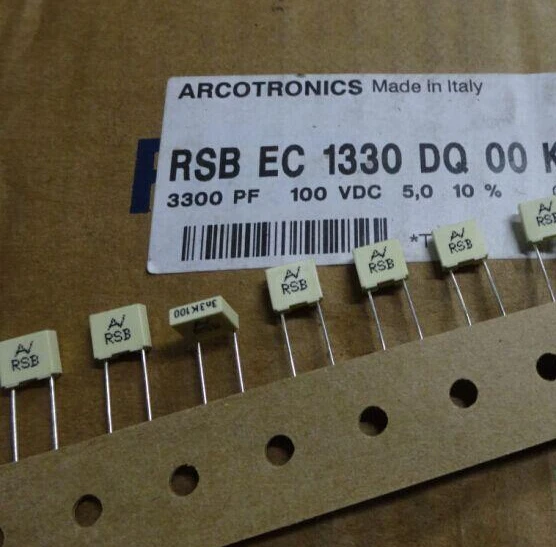 ARCOTRONICS Made in Italy
RSB EC 1330 DQ 00 K
3300 PF 100 VDC 5,0 10 %
*T
RSB
RSB
RSB
RSB
RSB
3n3K100
RSB
RSB